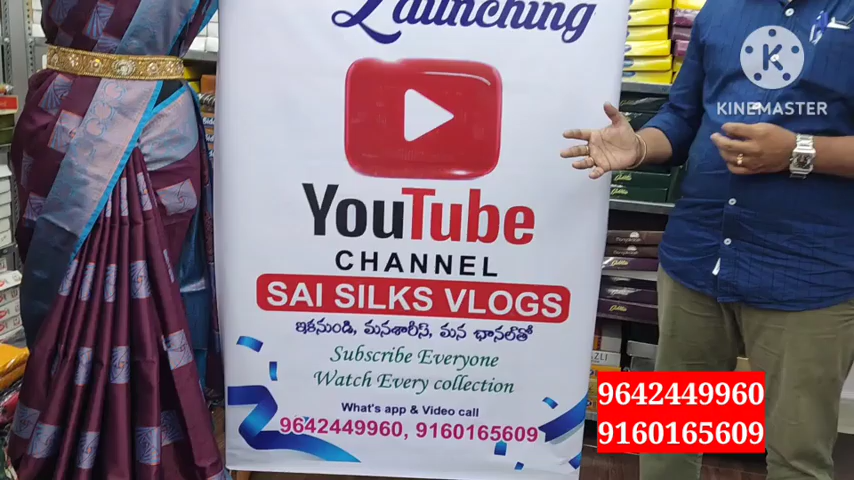 Launching
YouTube
CHANNEL
SAI SILKS VLOGS
ఇకనుండి, మనశారీస్, మన ఛానల్‌తో
Subscribe Everyone
Watch Every collection
What's app & Video call
9642449960, 9160165609
KINEMASTER
9642449960
9160165609